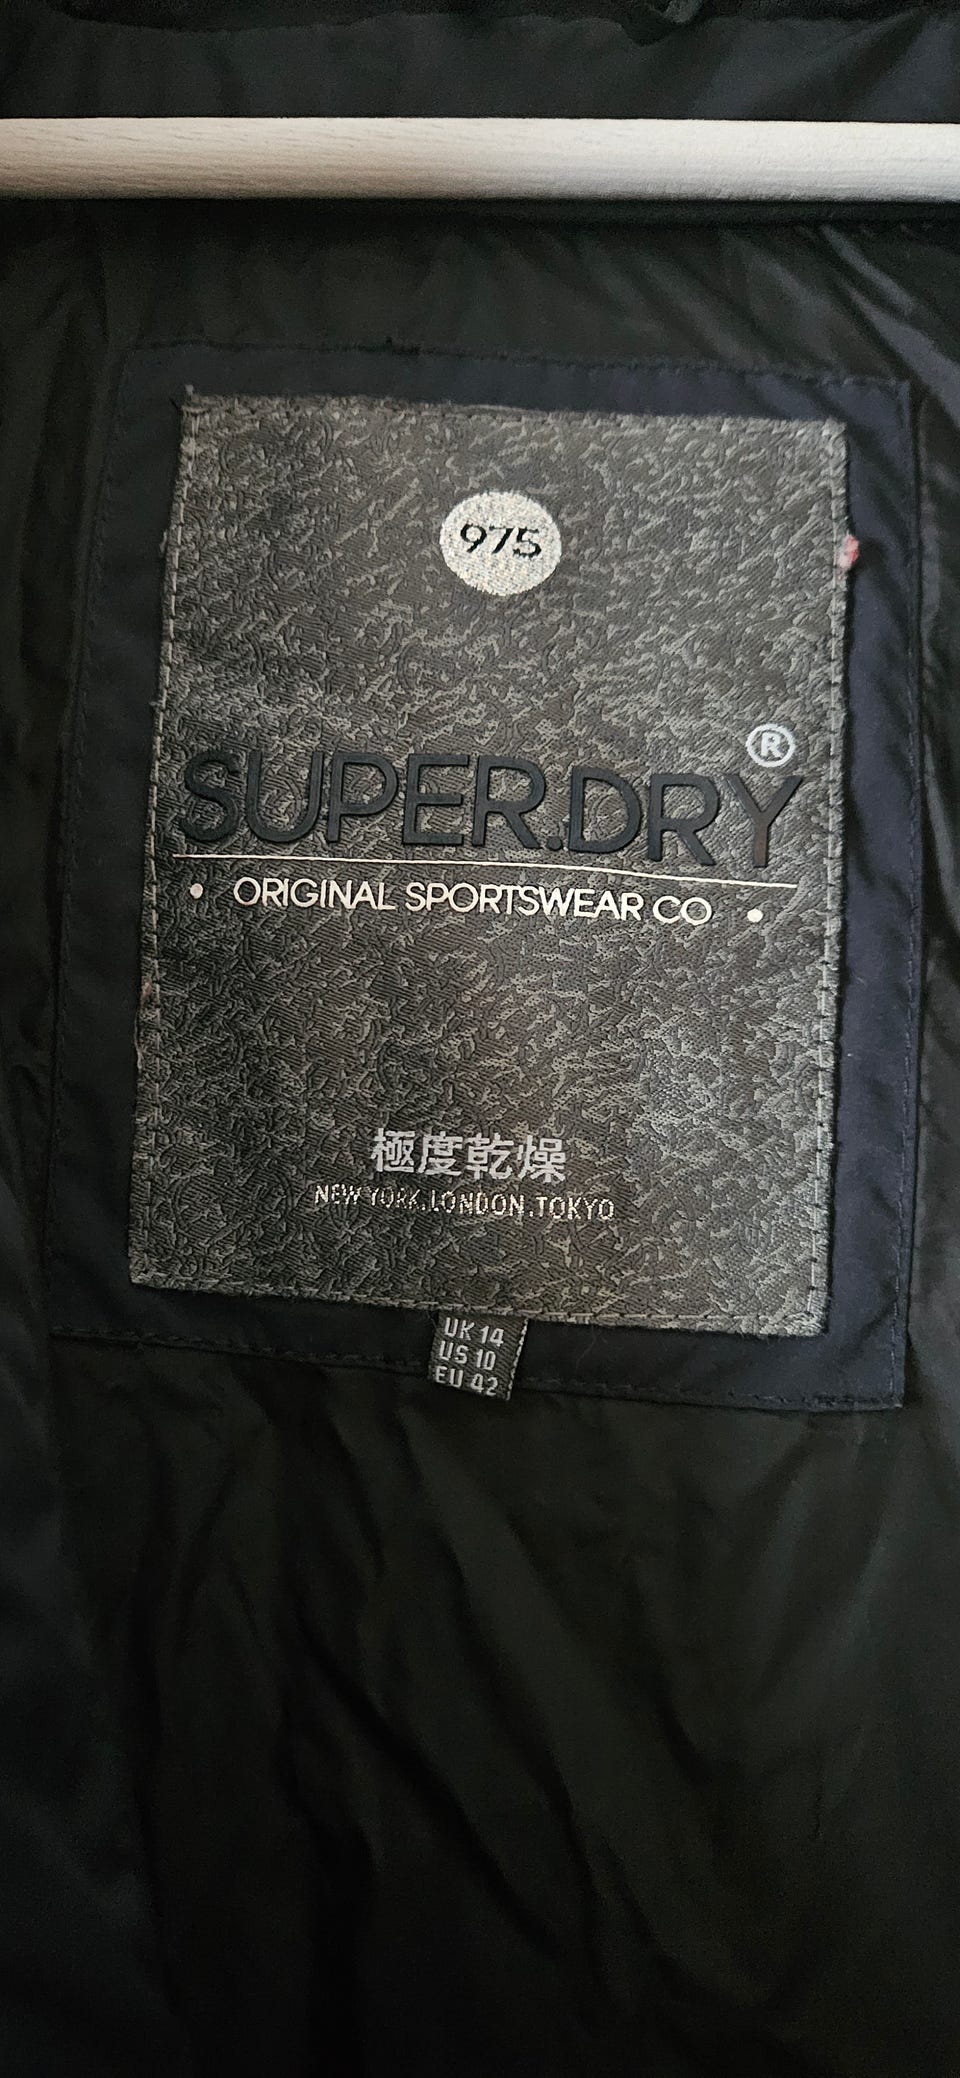 975
SUPER.DRY®
• ORIGINAL SPORTSWEAR CO •
極度乾燥
NEW YORK.LONDON.TOKYO
UK 14
US 10
EU 42